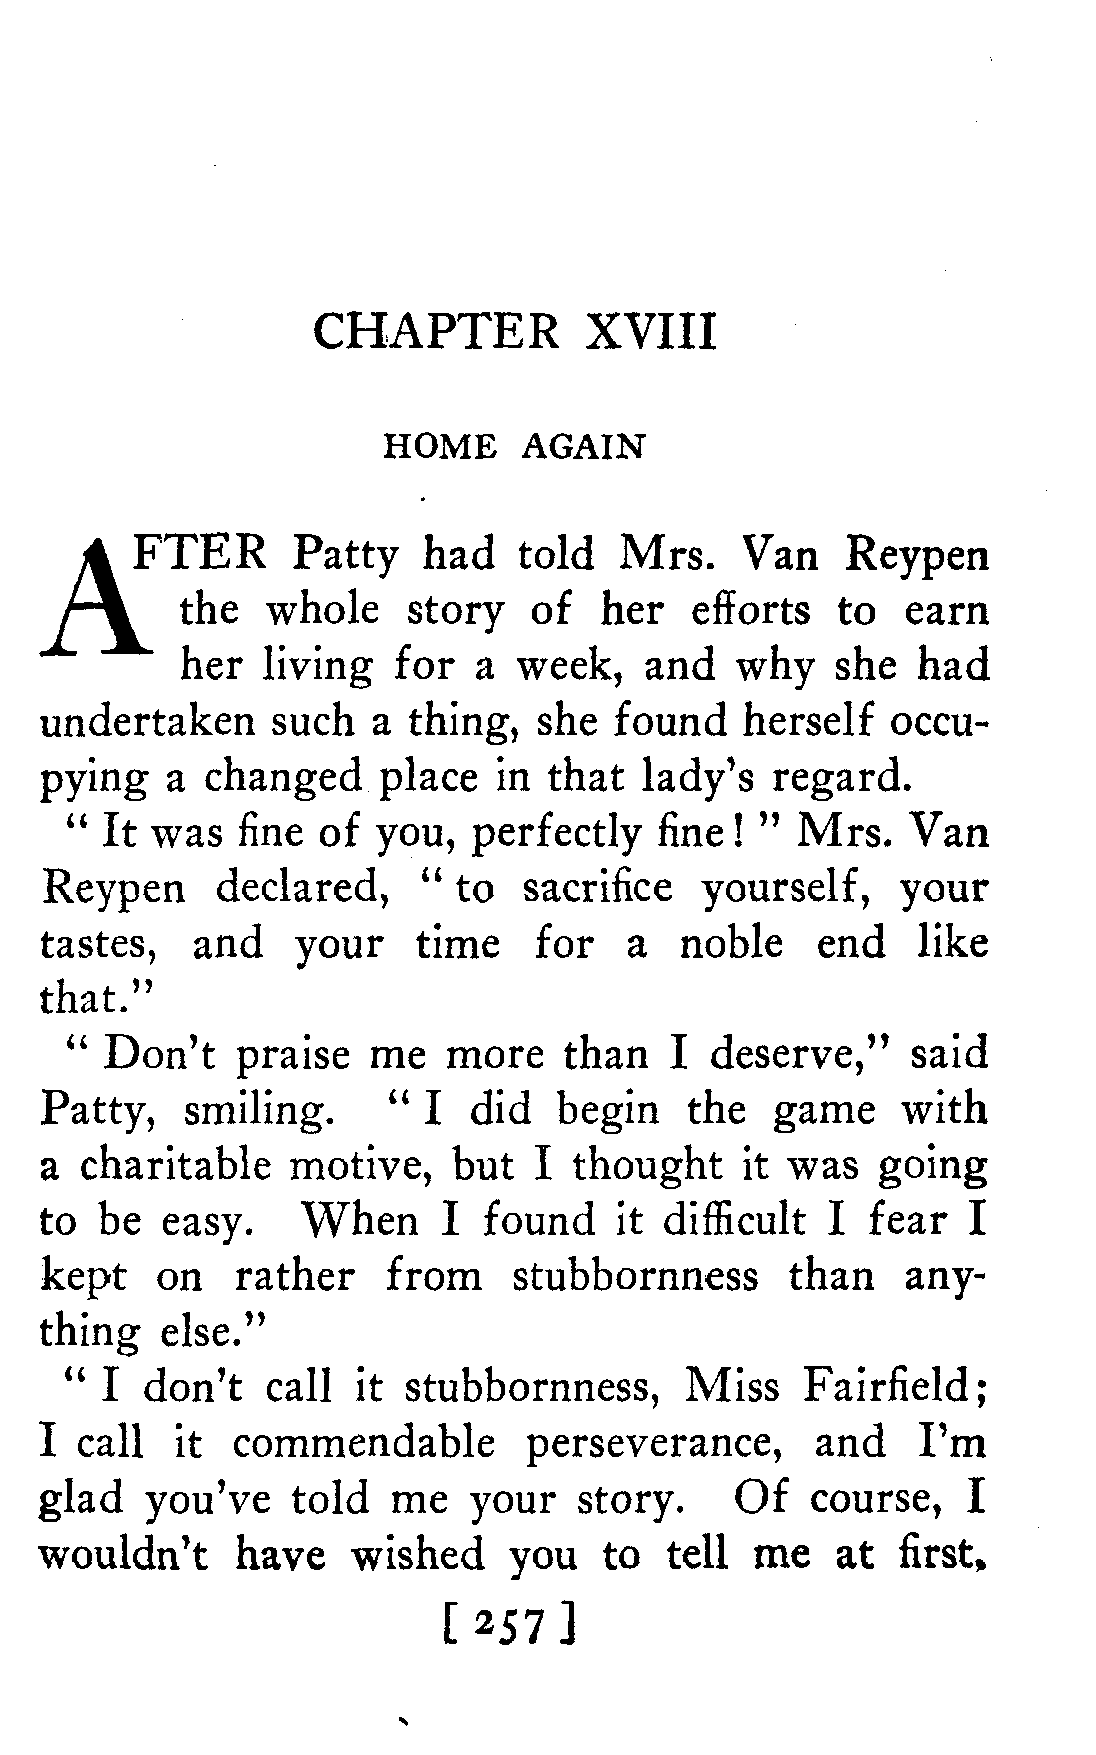 CHAPTER XVIII
HOME AGAIN
AFTER Patty had told Mrs. Van Reypen
the whole story of her efforts to earn
her living for a week, and why she had
undertaken such a thing, she found herself occu-
pying a changed place in that lady's regard.
" It was fine of you, perfectly fine! " Mrs. Van
Reypen declared, " to sacrifice yourself, your
tastes, and your time for a noble end like
that."
" Don't praise me more than I deserve," said
Patty, smiling. " I did begin the game with
a charitable motive, but I thought it was going
to be easy. When I found it difficult I fear I
kept on rather from stubbornness than any-
thing else."
" I don't call it stubbornness, Miss Fairfield;
I call it commendable perseverance, and I'm
glad you've told me your story. Of course, I
wouldn't have wished you to tell me at first,
[ 257 ]